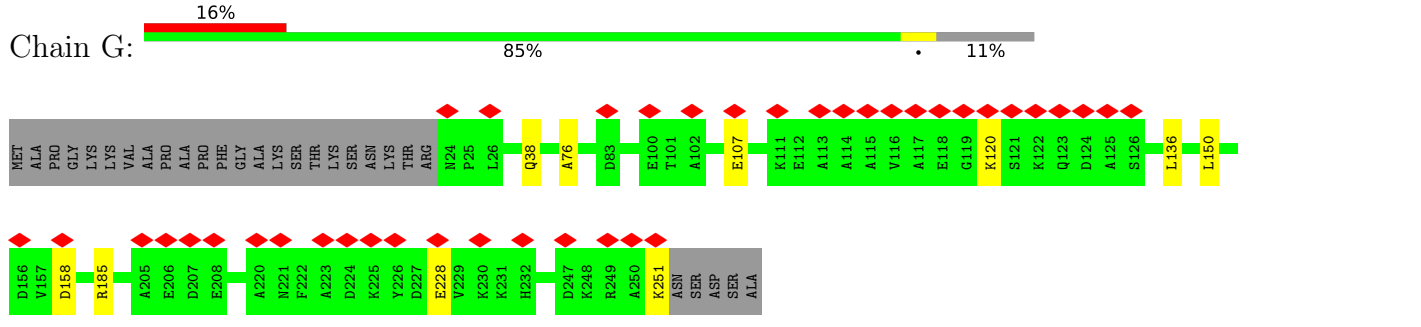 16%
Chain G:
85% • 11%
MET ALA PRO GLY LYS LYS VAL ALA PRO ALA PRO PHE GLY ALA LYS SER THR LYS SER ASN LYS THR ARG N24 P25 L26 Q38 A76 D83 E100 T101 A102 E107 K111 E112 A113 A114 A115 V116 A117 E118 G119 K120 S121 K122 Q123 D124 A125 S126 L136 L150
D156 V157 D158 R185 A205 E206 D207 E208 A220 N221 F222 A223 D224 K225 Y226 D227 E228 V229 K230 K231 H232 D247 K248 R249 A250 K251 ASN SER ASP SER ALA